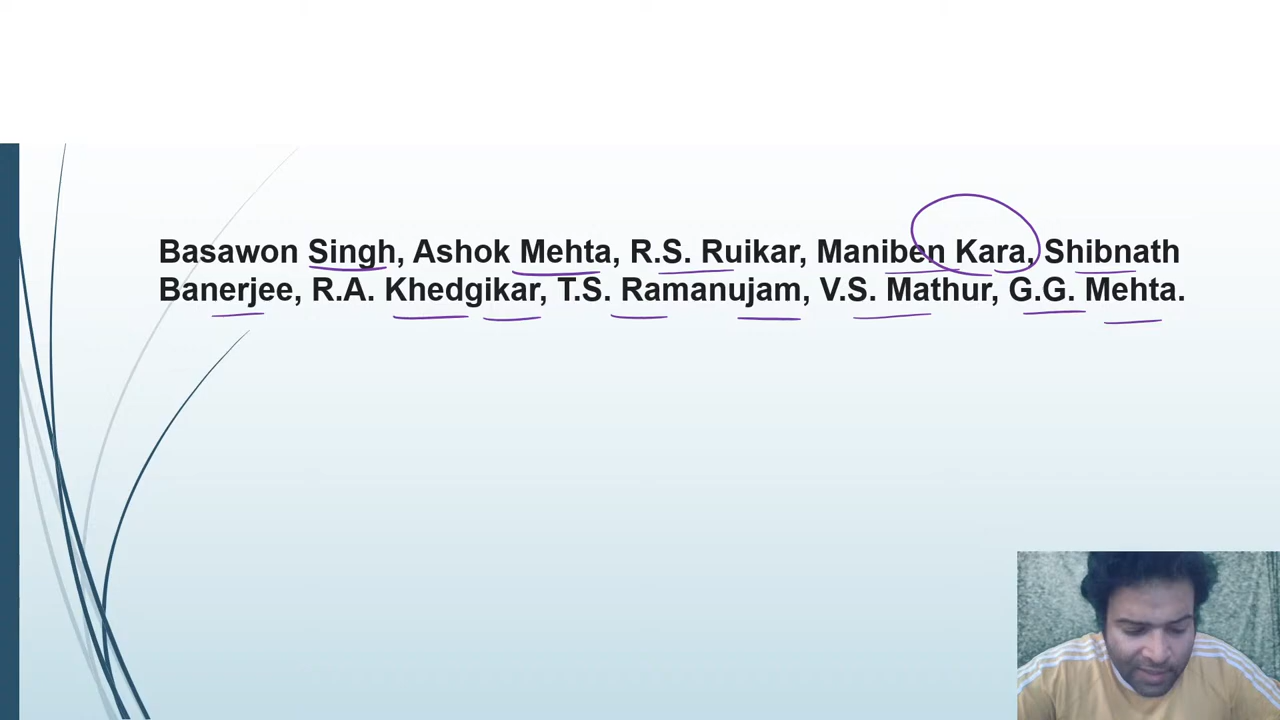 Basawon Singh, Ashok Mehta, R.S. Ruikar, Maniben Kara, Shibnath
Banerjee, R.A. Khedgikar, T.S. Ramanujam, V.S. Mathur, G.G. Mehta.